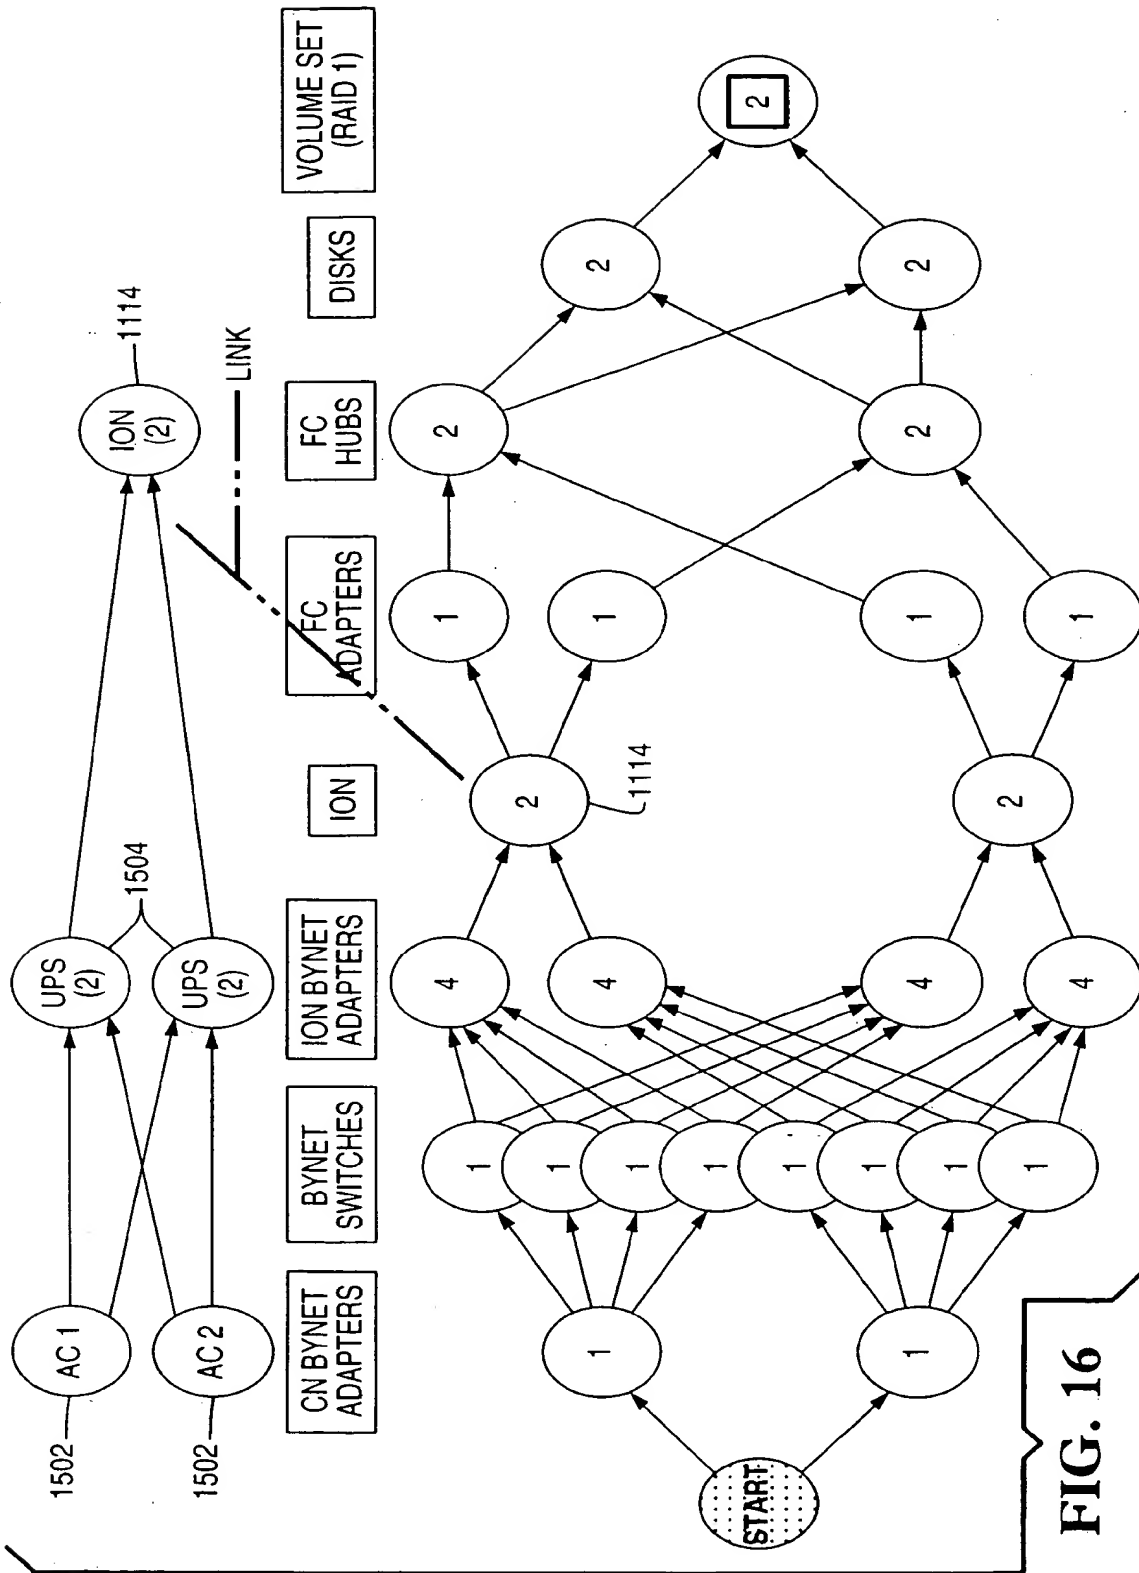 1502
AC 1
1502
AC 2
UPS
(2)
UPS
(2)
1504
ION
(2)
1114
LINK
CN BYNET
ADAPTERS
BYNET
SWITCHES
ION BYNET
ADAPTERS
ION
FC
ADAPTERS
FC
HUBS
DISKS
VOLUME SET
(RAID 1)
START
1
1
1
1
1
1
1
1
1
1
4
4
4
4
2
1114
2
1
1
1
1
2
2
2
2
2
FIG. 16